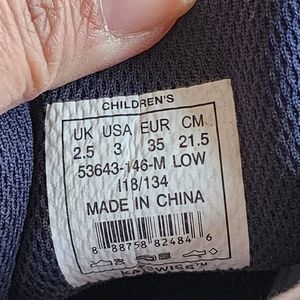 CHILDREN'S
UK USA EUR CM
2.5 3 35 21.5
53643-146-M LOW
I18/134
MADE IN CHINA
8 88758 82484 6
K•SWISS™